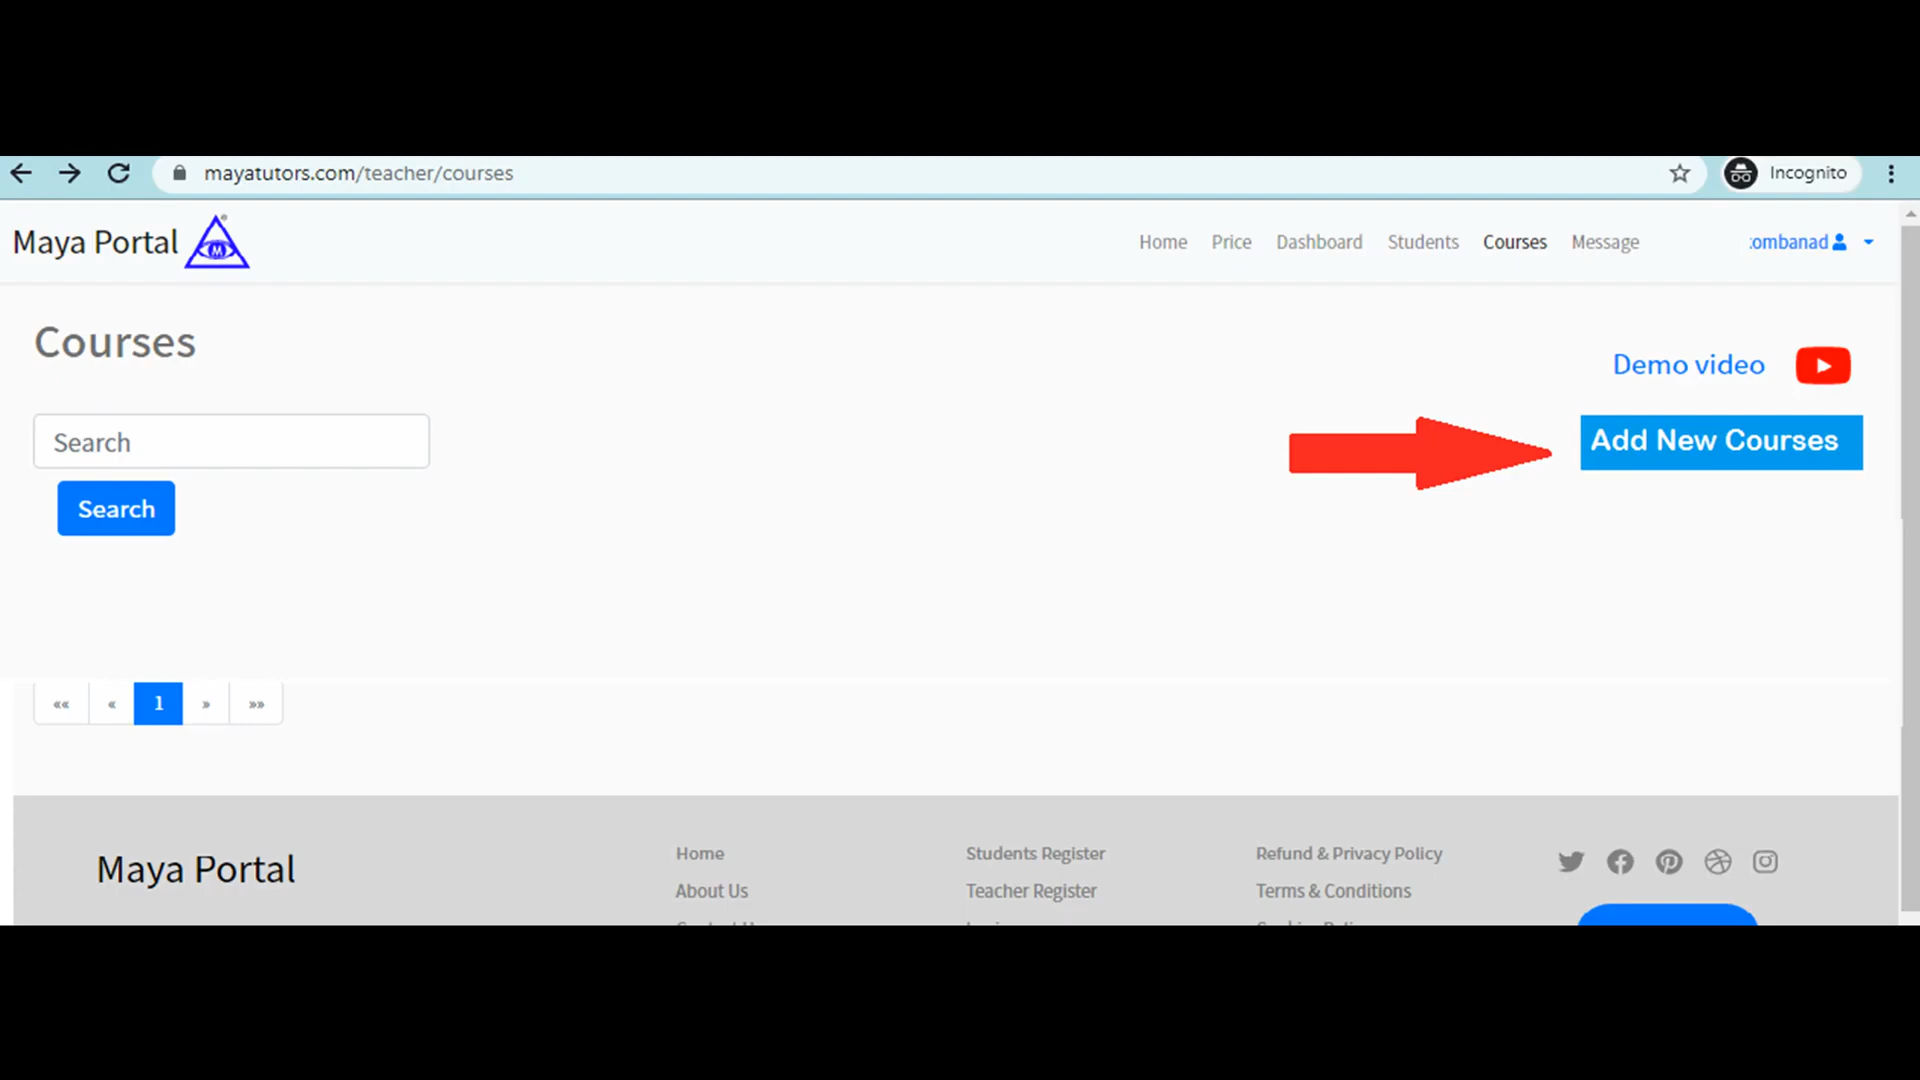 mayatutors.com/teacher/courses
Incognito
Maya Portal
M
Home Price Dashboard Students Courses Message
Courses
Demo video
Search
Add New Courses
Search
«« « 1 » »»
Maya Portal
Home Students Register Refund & Privacy Policy
About Us Teacher Register Terms & Conditions